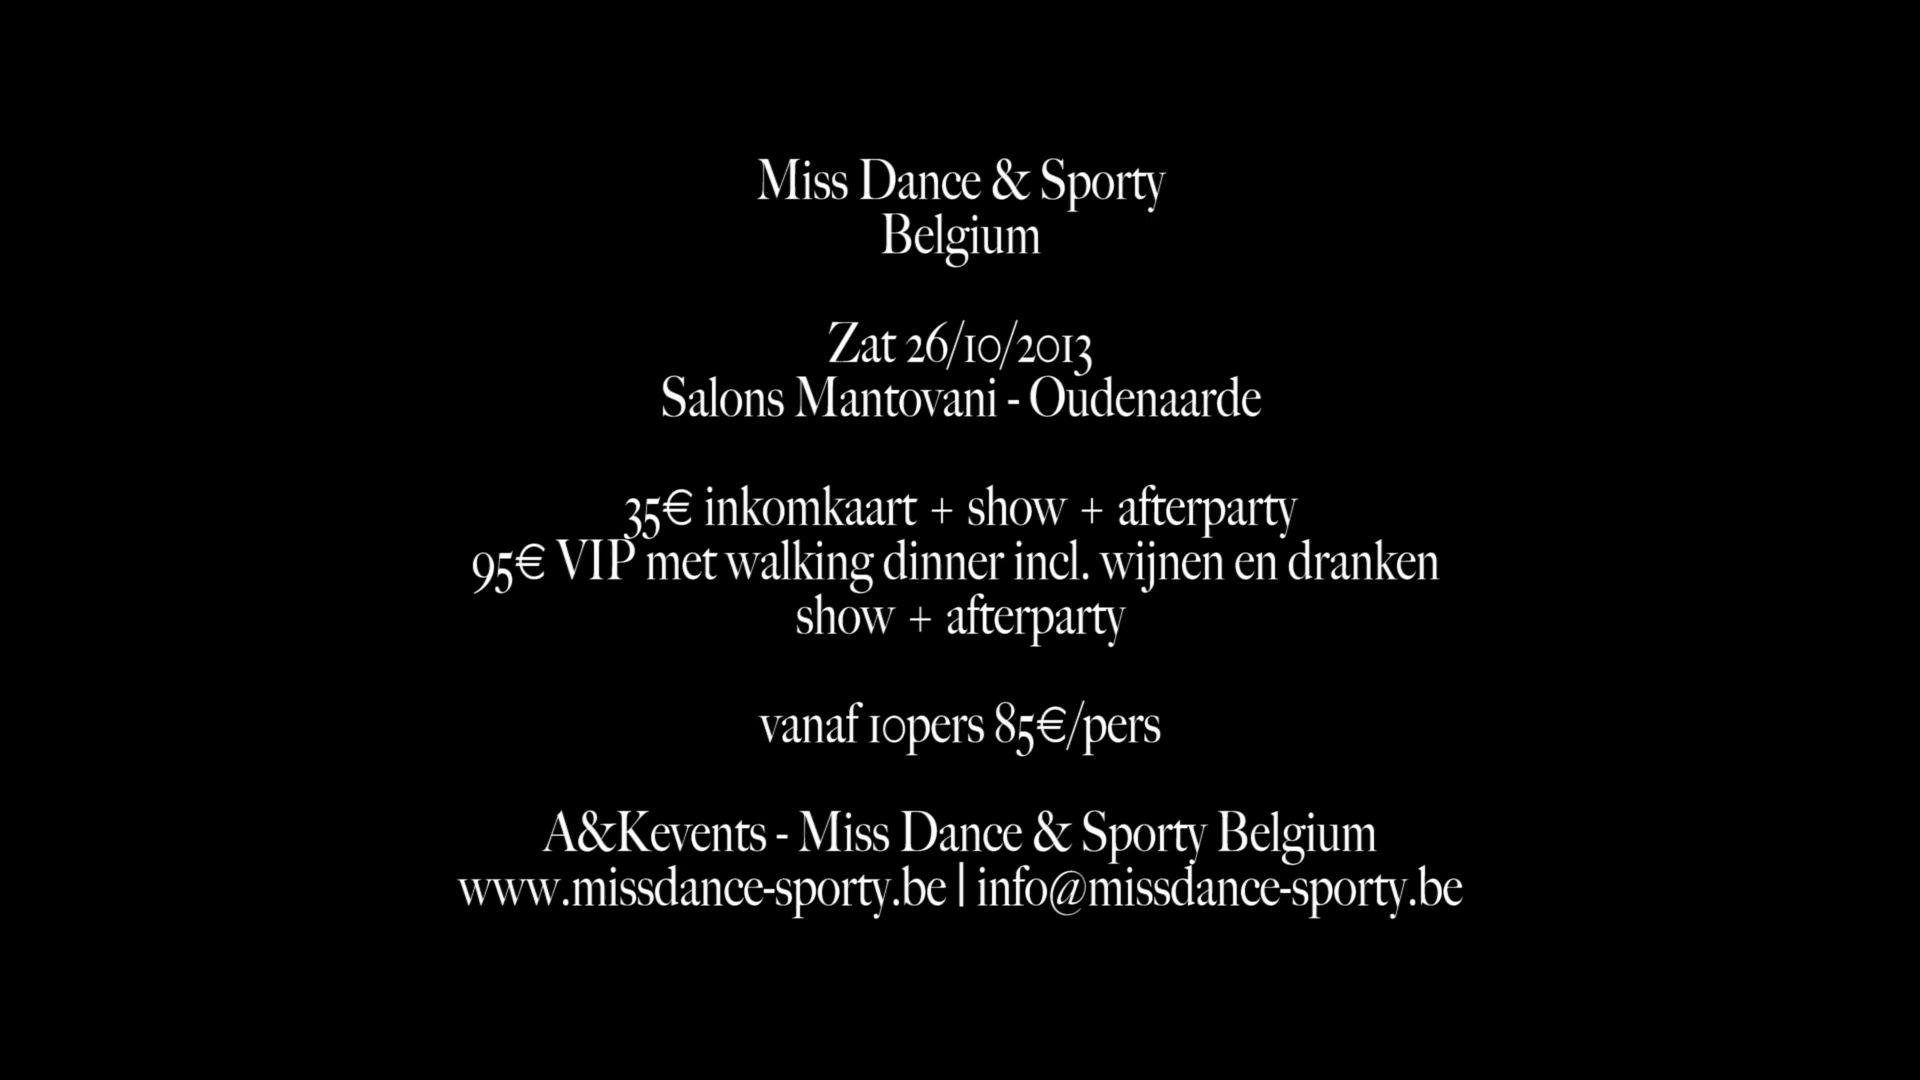 Miss Dance & Sporty
Belgium
Zat 26/10/2013
Salons Mantovani - Oudenaarde
35€ inkomkaart + show + afterparty
95€ VIP met walking dinner incl. wijnen en dranken
show + afterparty
vanaf 10pers 85€/pers
A&Kevents - Miss Dance & Sporty Belgium
www.missdance-sporty.be | info@missdance-sporty.be